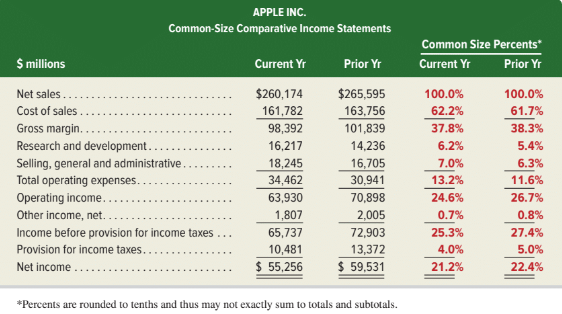 APPLE INC.
Common-Size Comparative Income Statements
Common Size Percents*
$ millions Current Yr Prior Yr Current Yr Prior Yr
Net sales . . . . . . . . . . . . . . . . . . . . . . . . . . . . . . $260,174 $265,595 100.0% 100.0%
Cost of sales . . . . . . . . . . . . . . . . . . . . . . . . . . . 161,782 163,756 62.2% 61.7%
Gross margin. . . . . . . . . . . . . . . . . . . . . . . . . . . 98,392 101,839 37.8% 38.3%
Research and development . . . . . . . . . . . . . . . . 16,217 14,236 6.2% 5.4%
Selling, general and administrative . . . . . . . . . 18,245 16,705 7.0% 6.3%
Total operating expenses. . . . . . . . . . . . . . . . . . 34,462 30,941 13.2% 11.6%
Operating income. . . . . . . . . . . . . . . . . . . . . . . . 63,930 70,898 24.6% 26.7%
Other income, net. . . . . . . . . . . . . . . . . . . . . . . . 1,807 2,005 0.7% 0.8%
Income before provision for income taxes . . . 65,737 72,903 25.3% 27.4%
Provision for income taxes. . . . . . . . . . . . . . . . . 10,481 13,372 4.0% 5.0%
Net income . . . . . . . . . . . . . . . . . . . . . . . . . . . . $ 55,256 $ 59,531 21.2% 22.4%
*Percents are rounded to tenths and thus may not exactly sum to totals and subtotals.